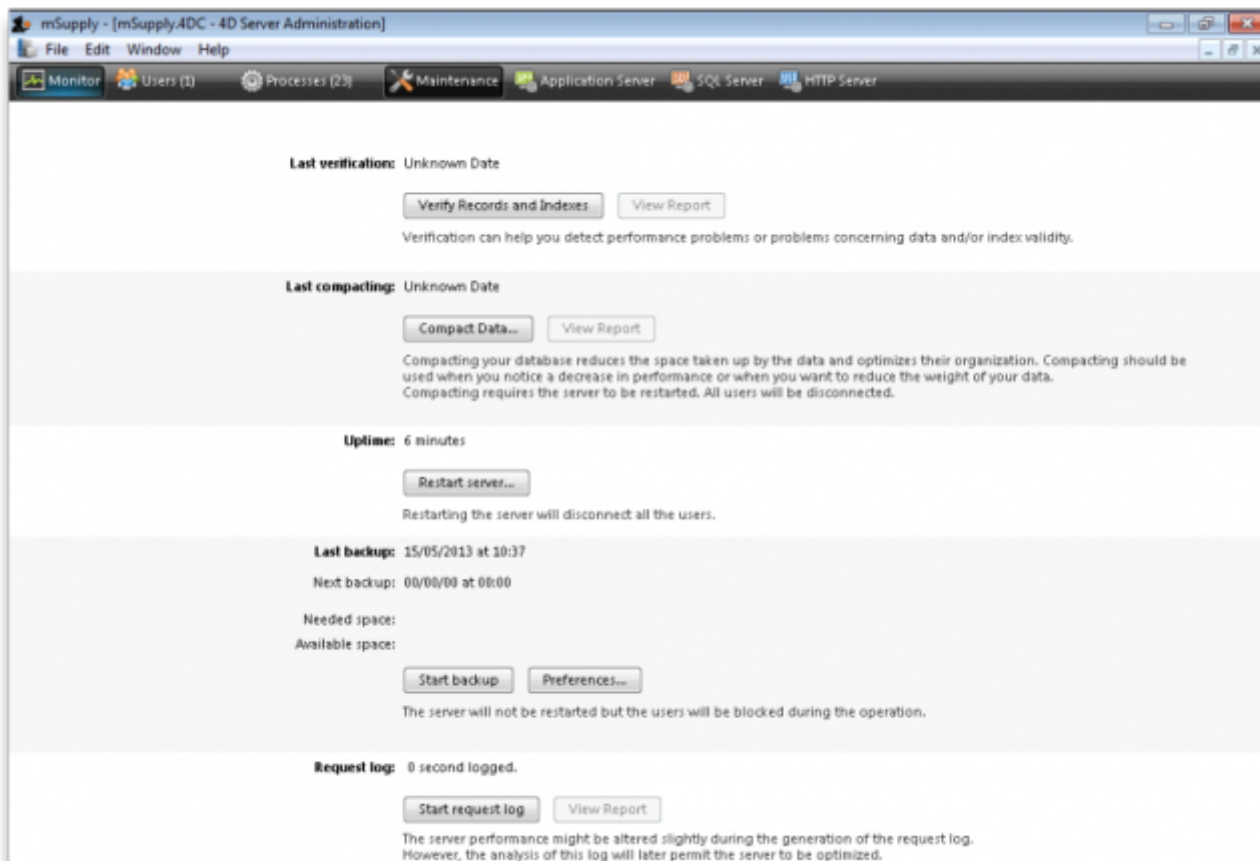 mSupply - [mSupply.4DC - 4D Server Administration]
File Edit Window Help
Monitor Users (1) Processes (23) Maintenance Application Server SQL Server HTTP Server
Last verification: Unknown Date
Verify Records and Indexes View Report
Verification can help you detect performance problems or problems concerning data and/or index validity.
Last compacting: Unknown Date
Compact Data... View Report
Compacting your database reduces the space taken up by the data and optimizes their organization. Compacting should be
used when you notice a decrease in performance or when you want to reduce the weight of your data.
Compacting requires the server to be restarted. All users will be disconnected.
Uptime: 6 minutes
Restart server...
Restarting the server will disconnect all the users.
Last backup: 15/05/2013 at 10:37
Next backup: 00/00/00 at 00:00
Needed space:
Available space:
Start backup Preferences...
The server will not be restarted but the users will be blocked during the operation.
Request log: 0 second logged.
Start request log View Report
The server performance might be altered slightly during the generation of the request log.
However, the analysis of this log will later permit the server to be optimized.